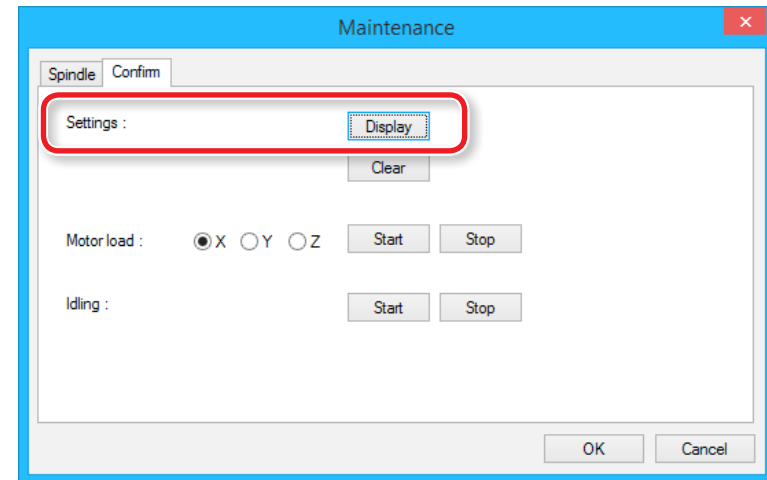 Maintenance
Spindle Confirm
Settings : Display
Clear
Motor load : X Y Z Start Stop
Idling : Start Stop
OK Cancel